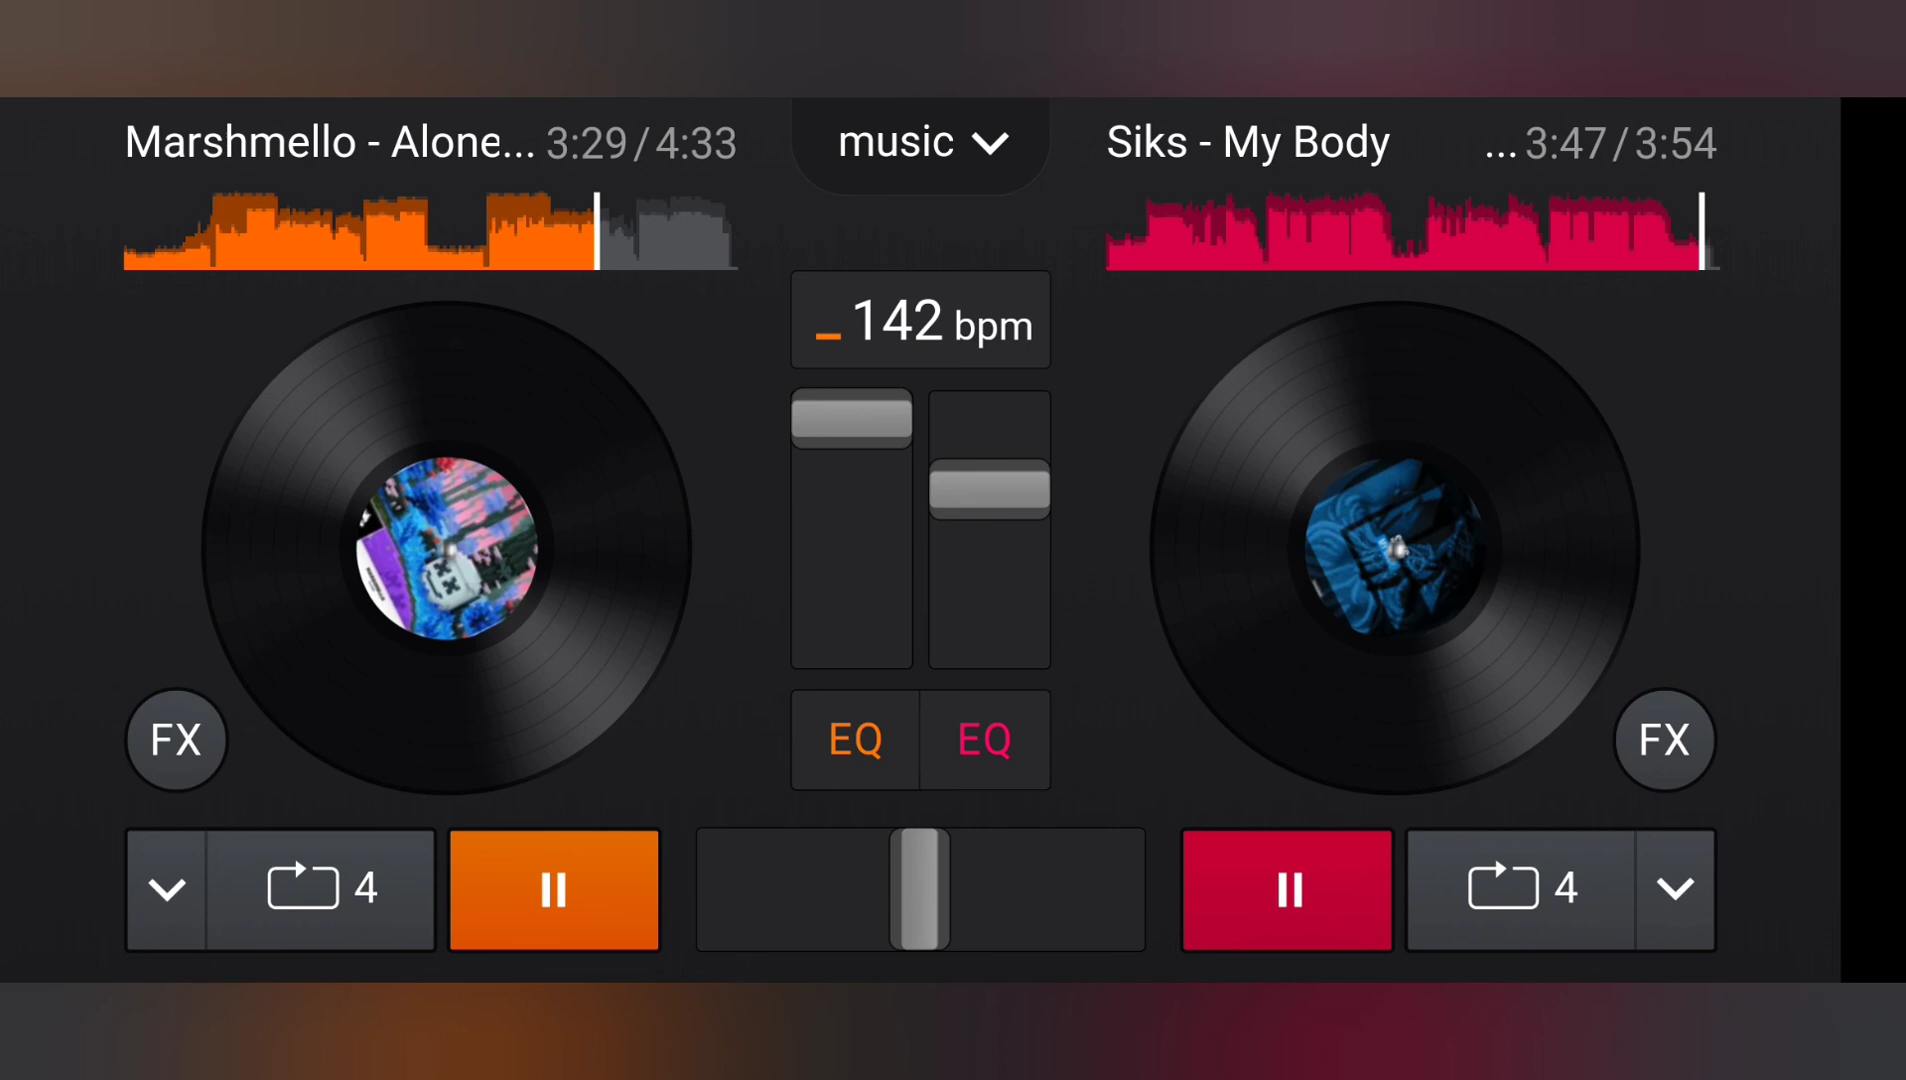 Marshmello - Alone... 3:29/4:33
music
Siks - My Body ... 3:47/3:54
142 bpm
EQ EQ
FX
FX
4
4